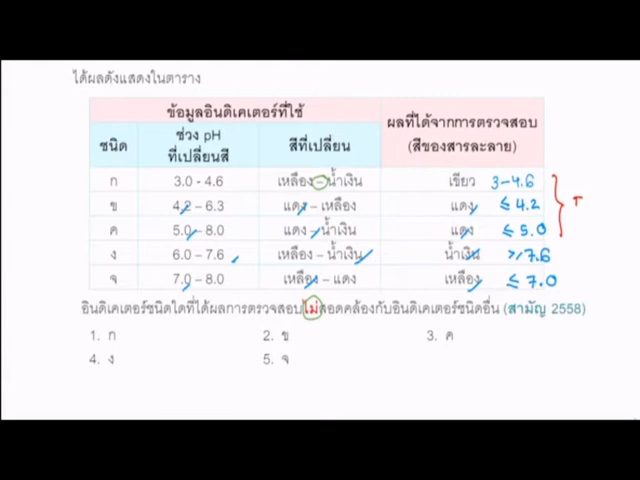 ได้ผลดังแสดงในตาราง
ข้อมูลอินดิเคเตอร์ที่ใช้ ผลที่ได้จากการตรวจสอบ (สีของสารละลาย)
ชนิด ช่วง pH ที่เปลี่ยนสี สีที่เปลี่ยน
ก 3.0 - 4.6 เหลือง – น้ำเงิน เขียว 3-4.6
ข 4.2 - 6.3 แดง – เหลือง แดง ≤ 4.2
ค 5.0 - 8.0 แดง – น้ำเงิน แดง ≤ 5.0
ง 6.0 - 7.6 เหลือง – น้ำเงิน น้ำเงิน ≥ 7.6
จ 7.0 - 8.0 เหลือง – แดง เหลือง ≤ 7.0
อินดิเคเตอร์ชนิดใดที่ได้ผลการตรวจสอบไม่สอดคล้องกับอินดิเคเตอร์ชนิดอื่น (สามัญ 2558)
1. ก 2. ข 3. ค
4. ง 5. จ